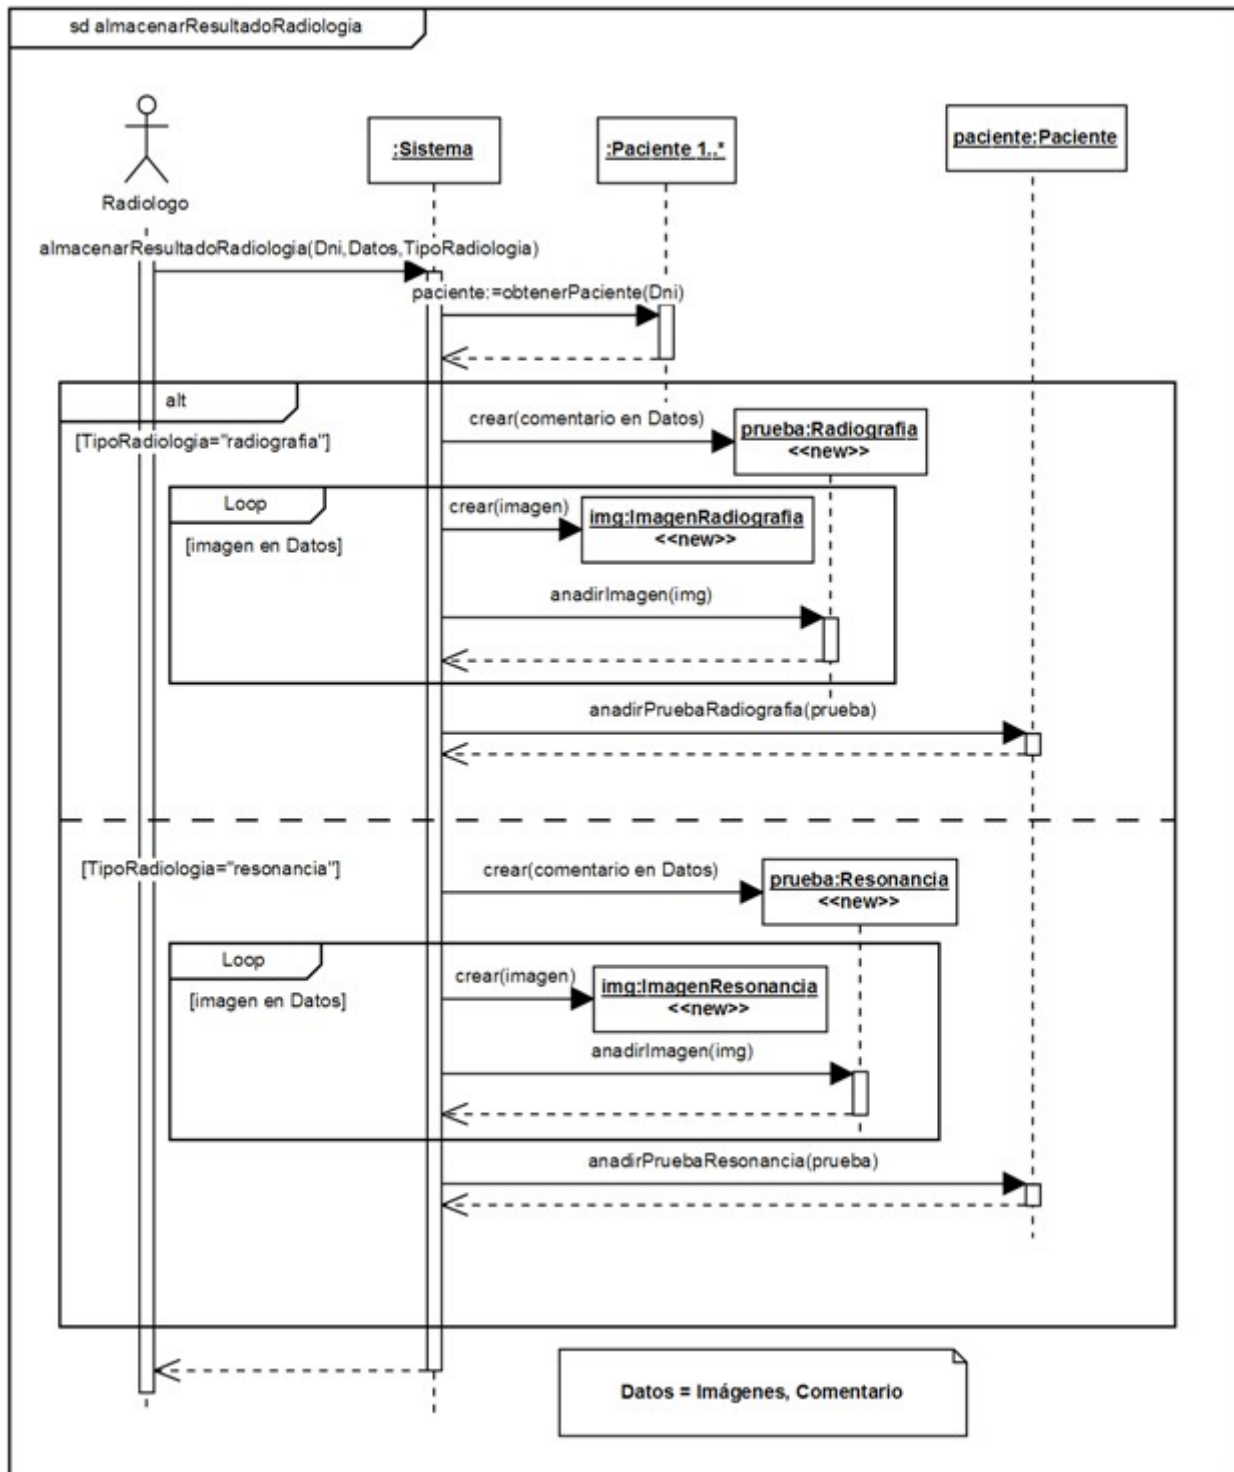 sd almacenarResultadoRadiologia
:Sistema
:Paciente 1..*
paciente:Paciente
Radiologo
almacenarResultadoRadiologia(Dni,Datos,TipoRadiologia)
paciente:=obtenerPaciente(Dni)
alt
[TipoRadiologia="radiografia"]
crear(comentario en Datos)
prueba:Radiografia
<<new>>
Loop
[imagen en Datos]
crear(imagen)
img:ImagenRadiografia
<<new>>
anadirImagen(img)
anadirPruebaRadiografia(prueba)
[TipoRadiologia="resonancia"]
crear(comentario en Datos)
prueba:Resonancia
<<new>>
Loop
[imagen en Datos]
crear(imagen)
img:ImagenResonancia
<<new>>
anadirImagen(img)
anadirPruebaResonancia(prueba)
Datos = Imágenes, Comentario